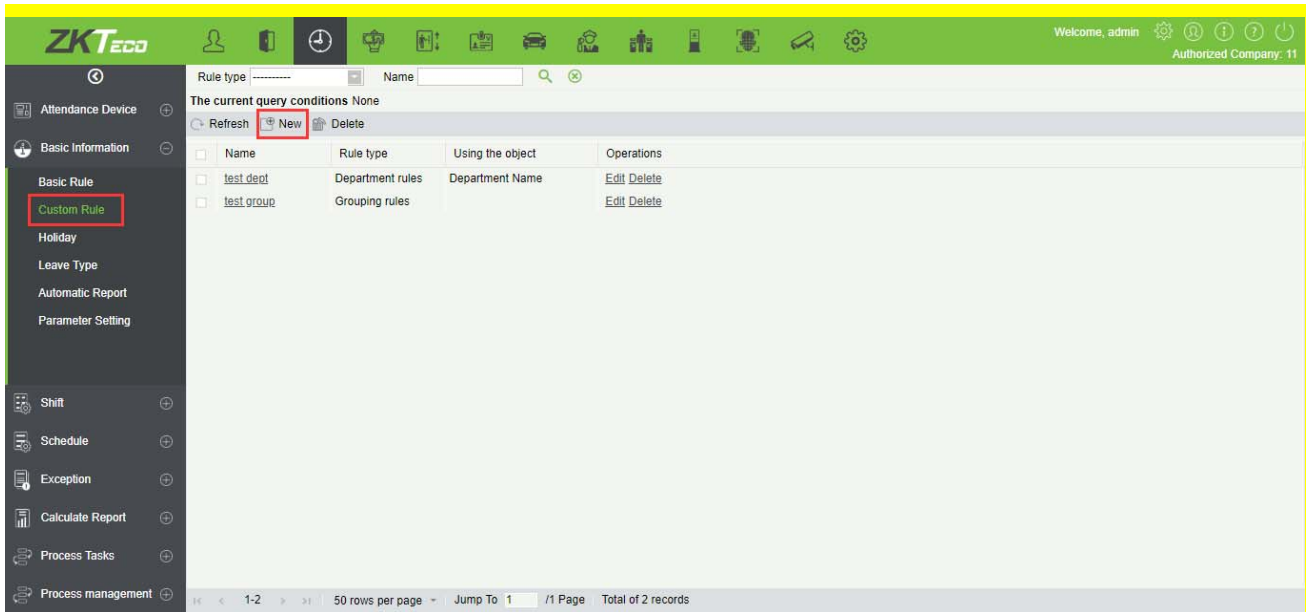 ZKTeco
Welcome, admin
Authorized Company: 11
Rule type ---------- Name
The current query conditions None
Refresh New Delete
Name Rule type Using the object Operations
test dept Department rules Department Name Edit Delete
test group Grouping rules Edit Delete
Attendance Device
Basic Information
Basic Rule
Custom Rule
Holiday
Leave Type
Automatic Report
Parameter Setting
Shift
Schedule
Exception
Calculate Report
Process Tasks
Process management
1-2 50 rows per page Jump To 1 /1 Page Total of 2 records